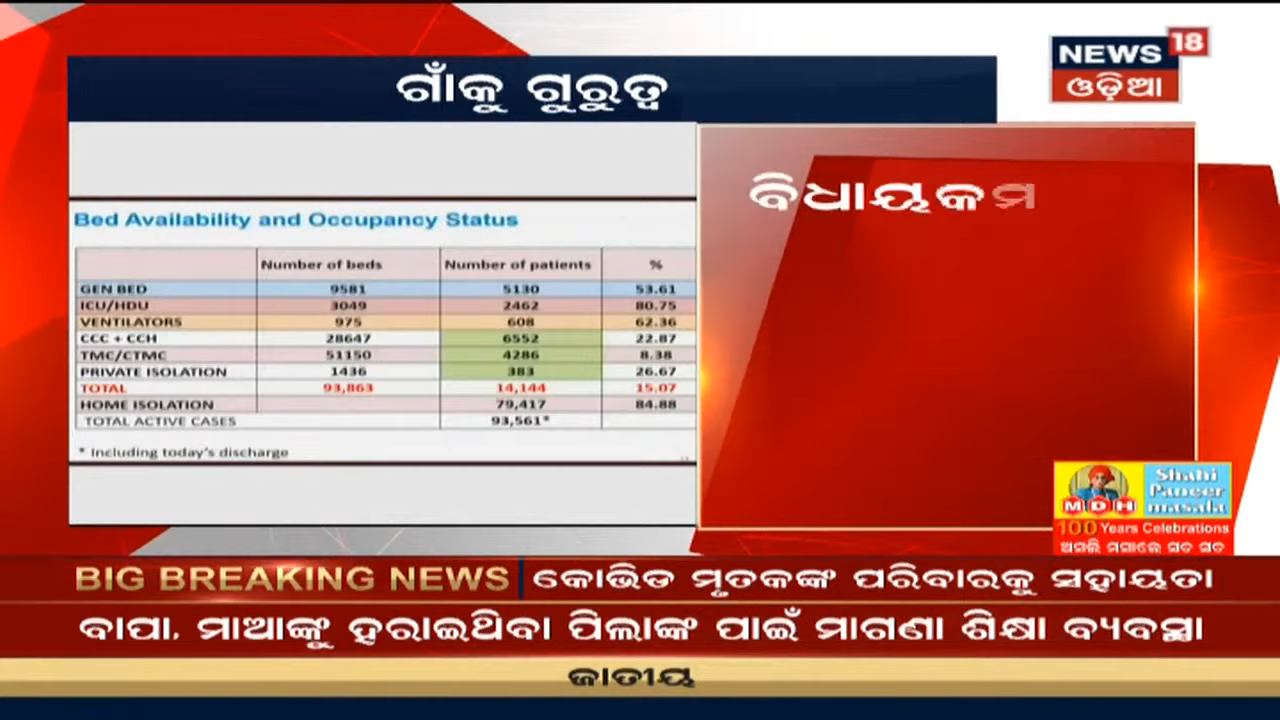 ଗାଁକୁ ଗୁରୁତ୍ୱ
NEWS 18
ଓଡ଼ିଆ
ବିଧାୟକମ
Bed Availability and Occupancy Status
Number of beds Number of patients %
GEN BED 9581 5130 53.61
ICU/HDU 3049 2462 80.75
VENTILATORS 975 608 62.36
CCC + CCH 28647 6552 22.87
TMC/CTMC 51150 4286 8.38
PRIVATE ISOLATION 1436 383 26.67
TOTAL 93,863 14,144 15.07
HOME ISOLATION 79,417 84.88
TOTAL ACTIVE CASES 93,561*
* Including today's discharge
MDH
Shahi
Paneer
masala
100 Years Celebrations
ଅସଲି ମସାଲେ ସଚ ସଚ
BIG BREAKING NEWS କୋଭିଡ ମୃତକଙ୍କ ପରିବାରକୁ ସହାୟତା
ବାପା, ମାଆଙ୍କୁ ହରାଇଥିବା ପିଲାଙ୍କ ପାଇଁ ମାଗଣା ଶିକ୍ଷା ବ୍ୟବସ୍ଥା
ଜାତୀୟ